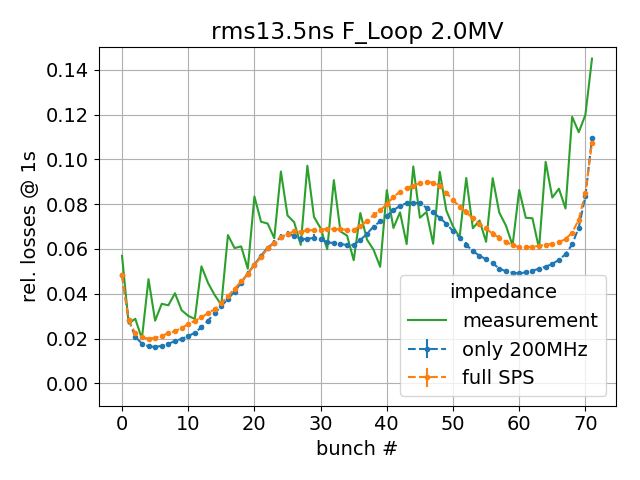 rms13.5ns F_Loop 2.0MV
rel. losses @ 1s
0.14
0.12
0.10
0.08
0.06
0.04
0.02
0.00
impedance
measurement
only 200MHz
full SPS
0 10 20 30 40 50 60 70
bunch #